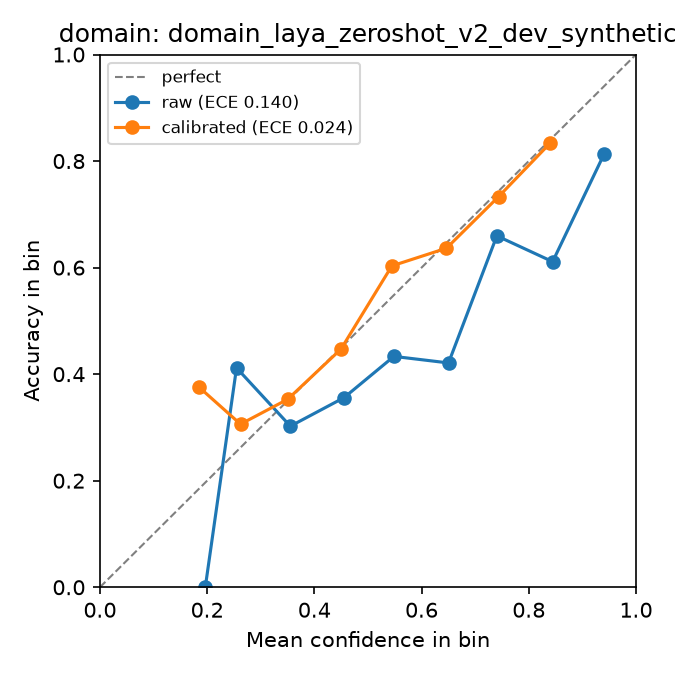 domain: domain_laya_zeroshot_v2_dev_synthetic
1.0
0.8
0.6
0.4
0.2
0.0
perfect
raw (ECE 0.140)
calibrated (ECE 0.024)
Accuracy in bin
0.0 0.2 0.4 0.6 0.8 1.0
Mean confidence in bin